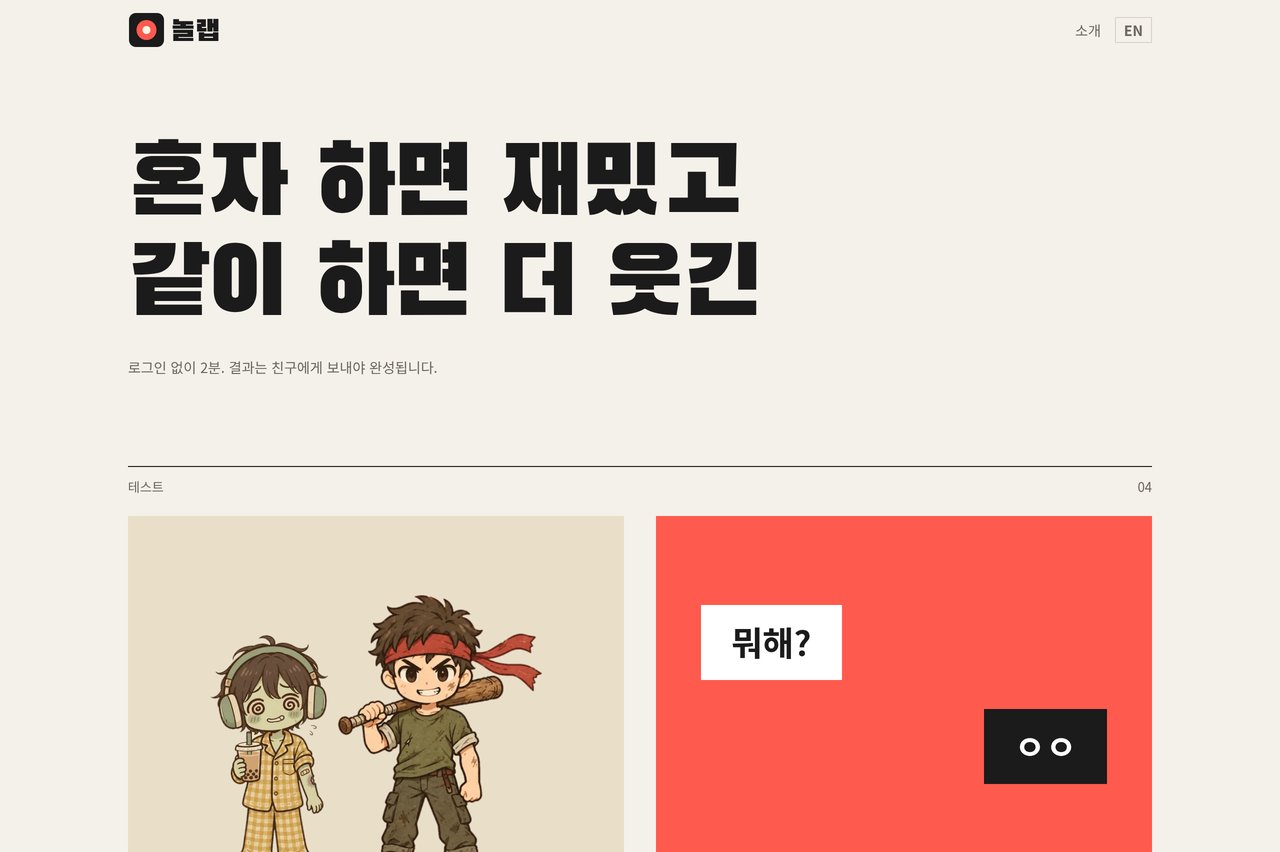 놀랩
소개
EN
혼자 하면 재밌고
같이 하면 더 웃긴
로그인 없이 2분. 결과는 친구에게 보내야 완성됩니다.
테스트
04
뭐해?
ㅇㅇ